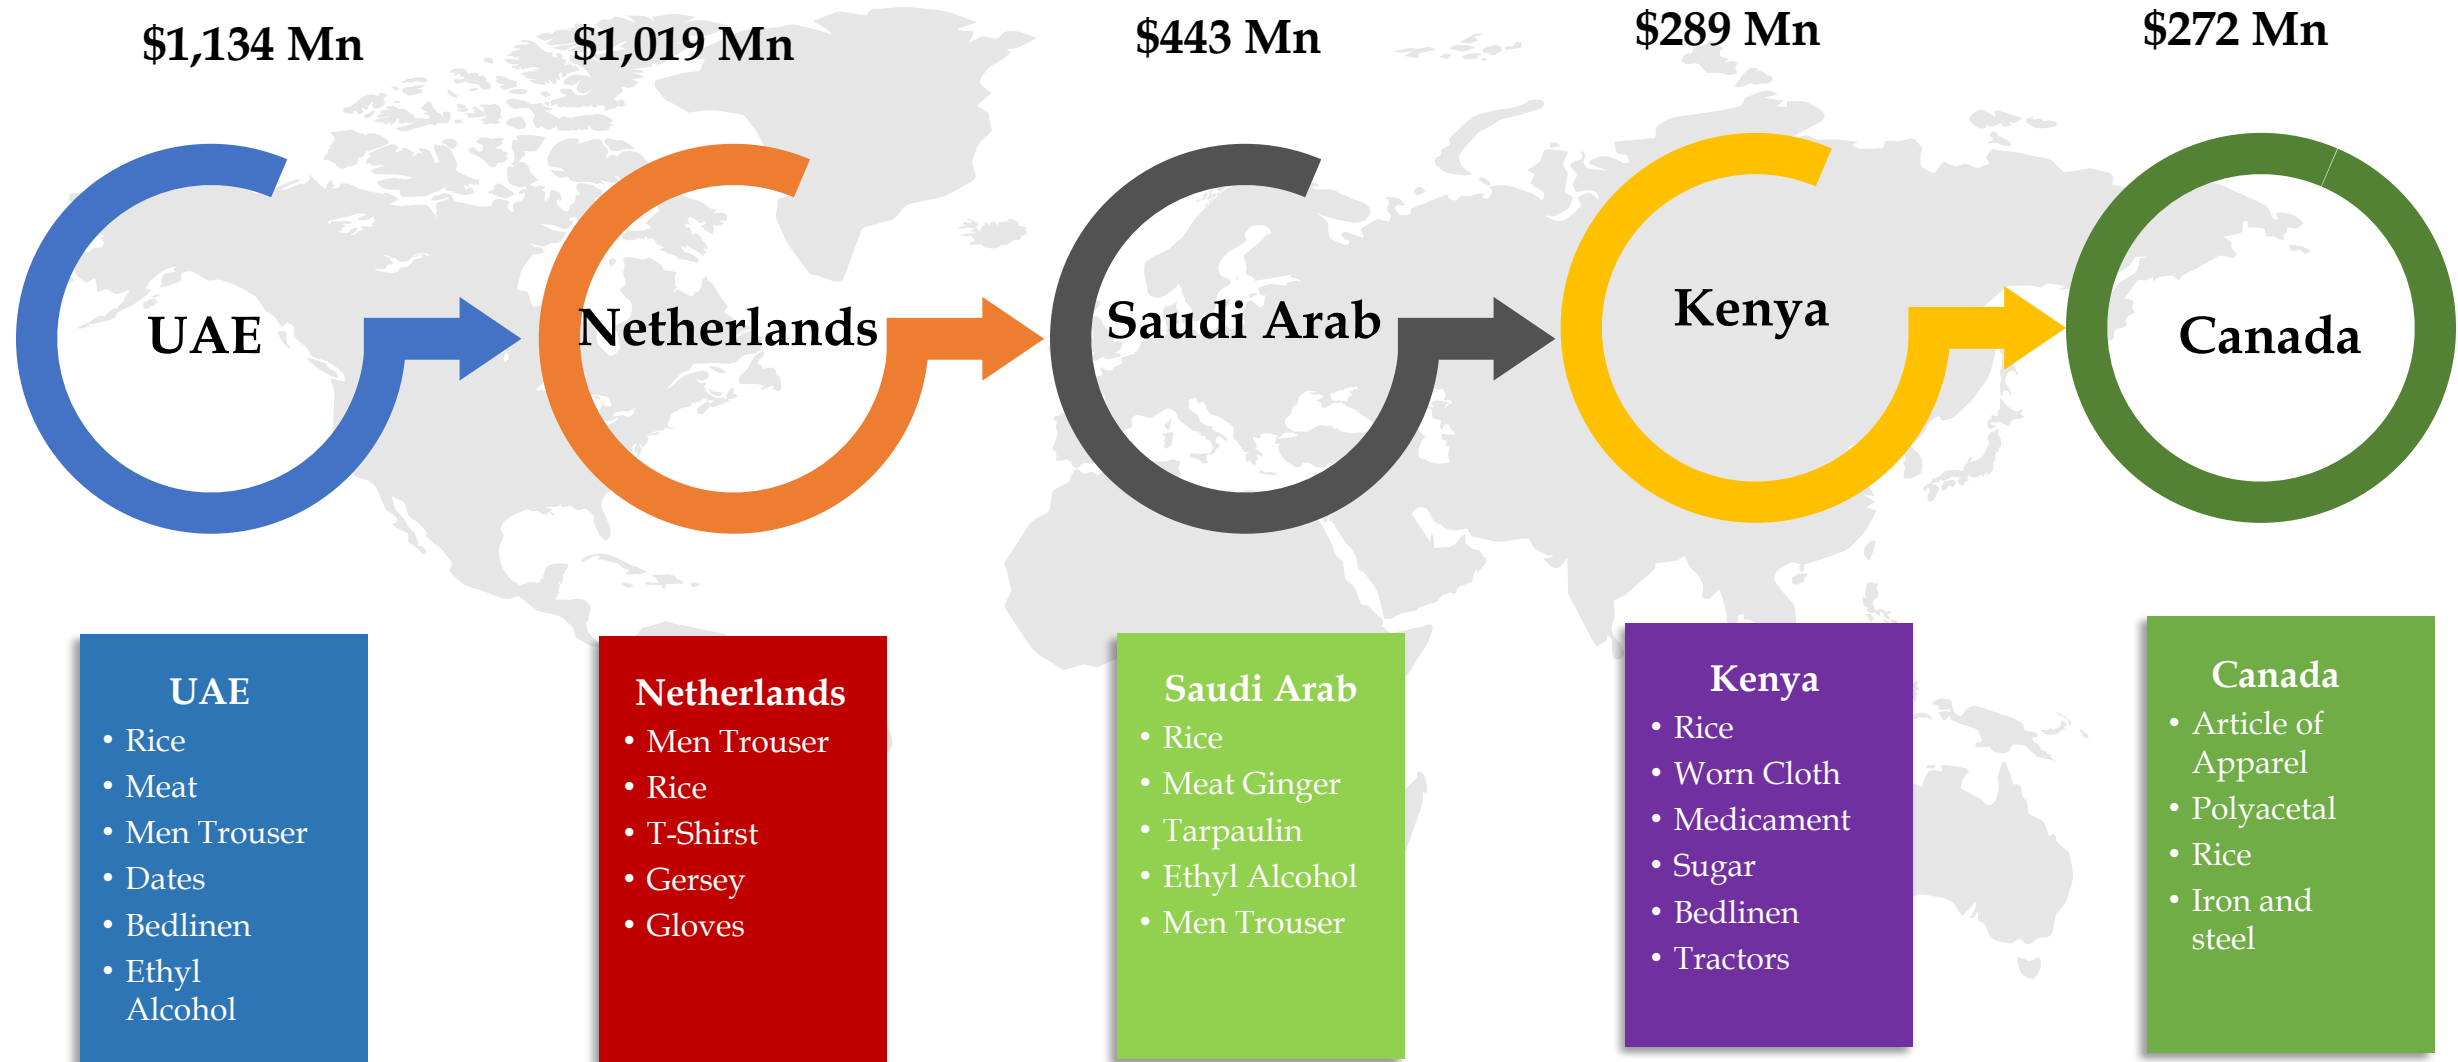 $1,134 Mn
$1,019 Mn
$443 Mn
$289 Mn
$272 Mn
UAE
Netherlands
Saudi Arab
Kenya
Canada
UAE
• Rice
• Meat
• Men Trouser
• Dates
• Bedlinen
• Ethyl
Alcohol
Netherlands
• Men Trouser
• Rice
• T-Shirst
• Gersey
• Gloves
Saudi Arab
• Rice
• Meat Ginger
• Tarpaulin
• Ethyl Alcohol
• Men Trouser
Kenya
• Rice
• Worn Cloth
• Medicament
• Sugar
• Bedlinen
• Tractors
Canada
• Article of
Apparel
• Polyacetal
• Rice
• Iron and
steel